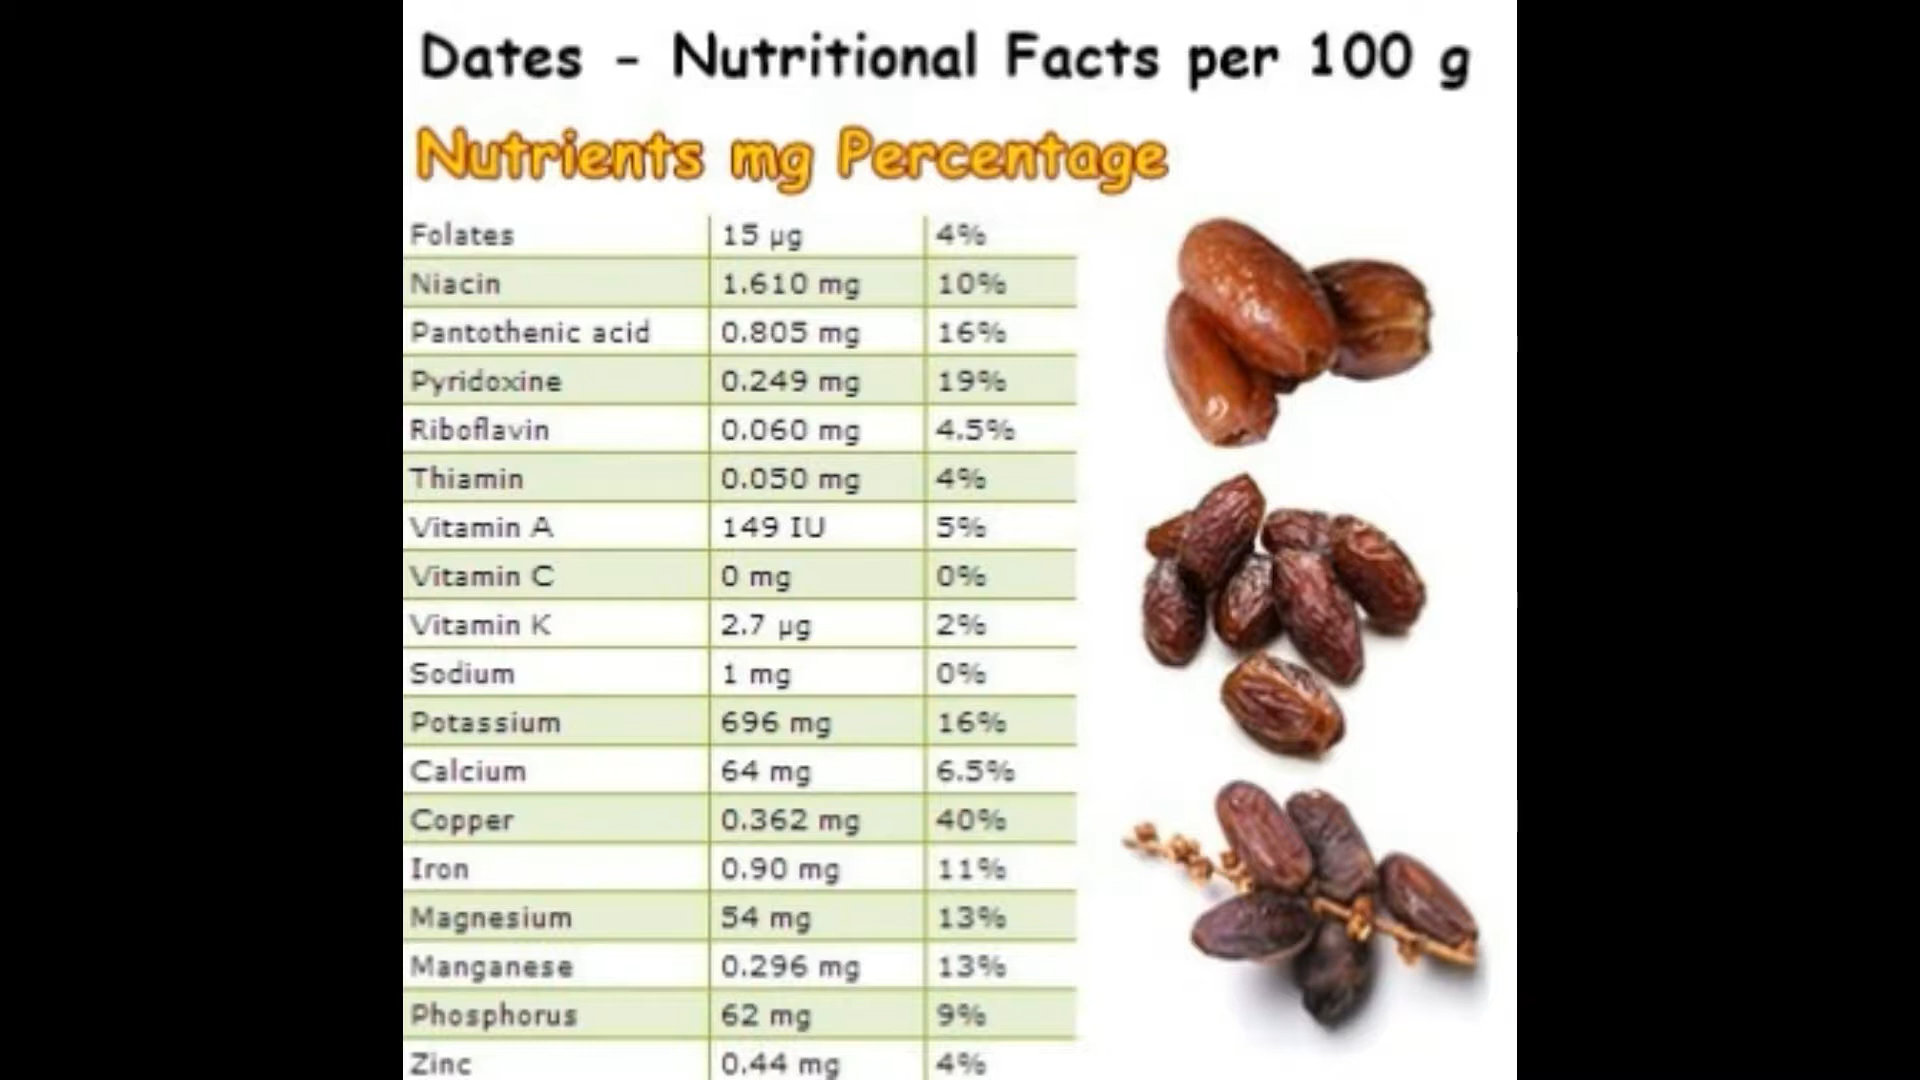 Dates - Nutritional Facts per 100 g
Nutrients mg Percentage
Folates 15 µg 4%
Niacin 1.610 mg 10%
Pantothenic acid 0.805 mg 16%
Pyridoxine 0.249 mg 19%
Riboflavin 0.060 mg 4.5%
Thiamin 0.050 mg 4%
Vitamin A 149 IU 5%
Vitamin C 0 mg 0%
Vitamin K 2.7 µg 2%
Sodium 1 mg 0%
Potassium 696 mg 16%
Calcium 64 mg 6.5%
Copper 0.362 mg 40%
Iron 0.90 mg 11%
Magnesium 54 mg 13%
Manganese 0.296 mg 13%
Phosphorus 62 mg 9%
Zinc 0.44 mg 4%